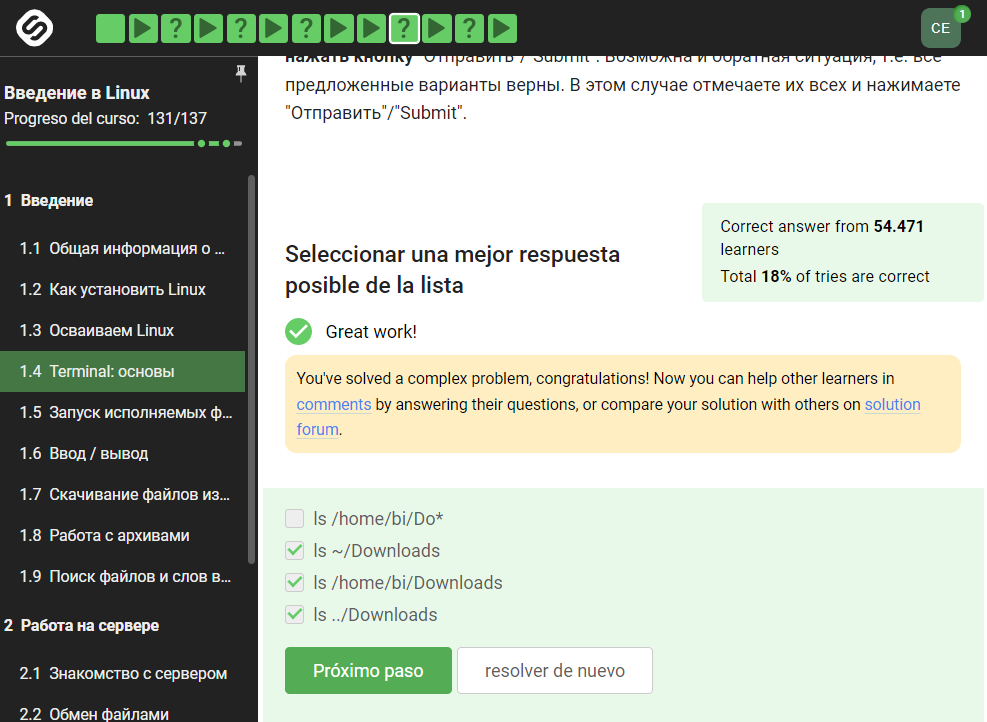 ? ? ? ? ?
CE
1
Введение в Linux
Progreso del curso: 131/137
1 Введение
1.1 Общая информация о ...
1.2 Как установить Linux
1.3 Осваиваем Linux
1.4 Terminal: основы
1.5 Запуск исполняемых ф...
1.6 Ввод / вывод
1.7 Скачивание файлов из...
1.8 Работа с архивами
1.9 Поиск файлов и слов в...
2 Работа на сервере
2.1 Знакомство с сервером
2.2 Обмен файлами
нажать кнопку "Отправить"/"Submit". Возможна и обратная ситуация, т.е. все
предложенные варианты верны. В этом случае отмечаете их всех и нажимаете
"Отправить"/"Submit".
Correct answer from 54.471
learners
Total 18% of tries are correct
Seleccionar una mejor respuesta
posible de la lista
Great work!
You've solved a complex problem, congratulations! Now you can help other learners in
comments by answering their questions, or compare your solution with others on solution
forum.
ls /home/bi/Do*
ls ~/Downloads
ls /home/bi/Downloads
ls ../Downloads
Próximo paso
resolver de nuevo